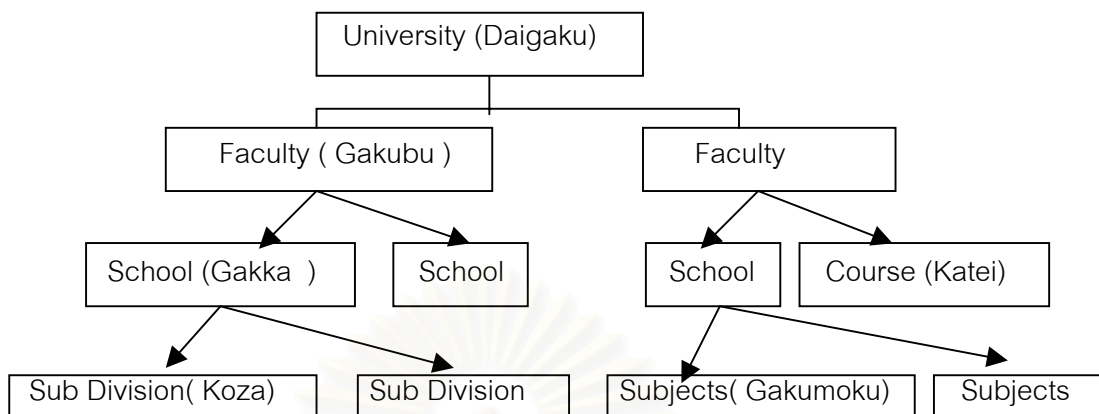 University (Daigaku)
Faculty ( Gakubu )
Faculty
School (Gakka )
School
School
Course (Katei)
Sub Division( Koza)
Sub Division
Subjects( Gakumoku)
Subjects